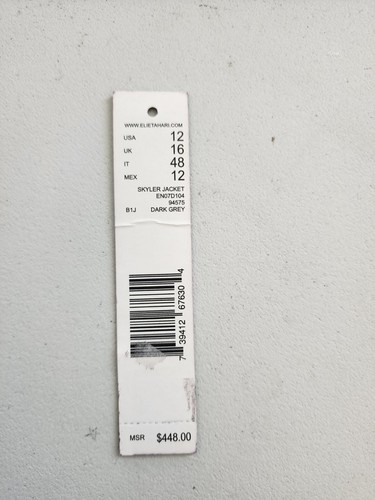 WWW.ELIETAHARI.COM
USA 12
UK 16
IT 48
MEX 12
SKYLER JACKET
EN07D104
94575
B1J DARK GREY
7 39412 67630 4
MSR $448.00